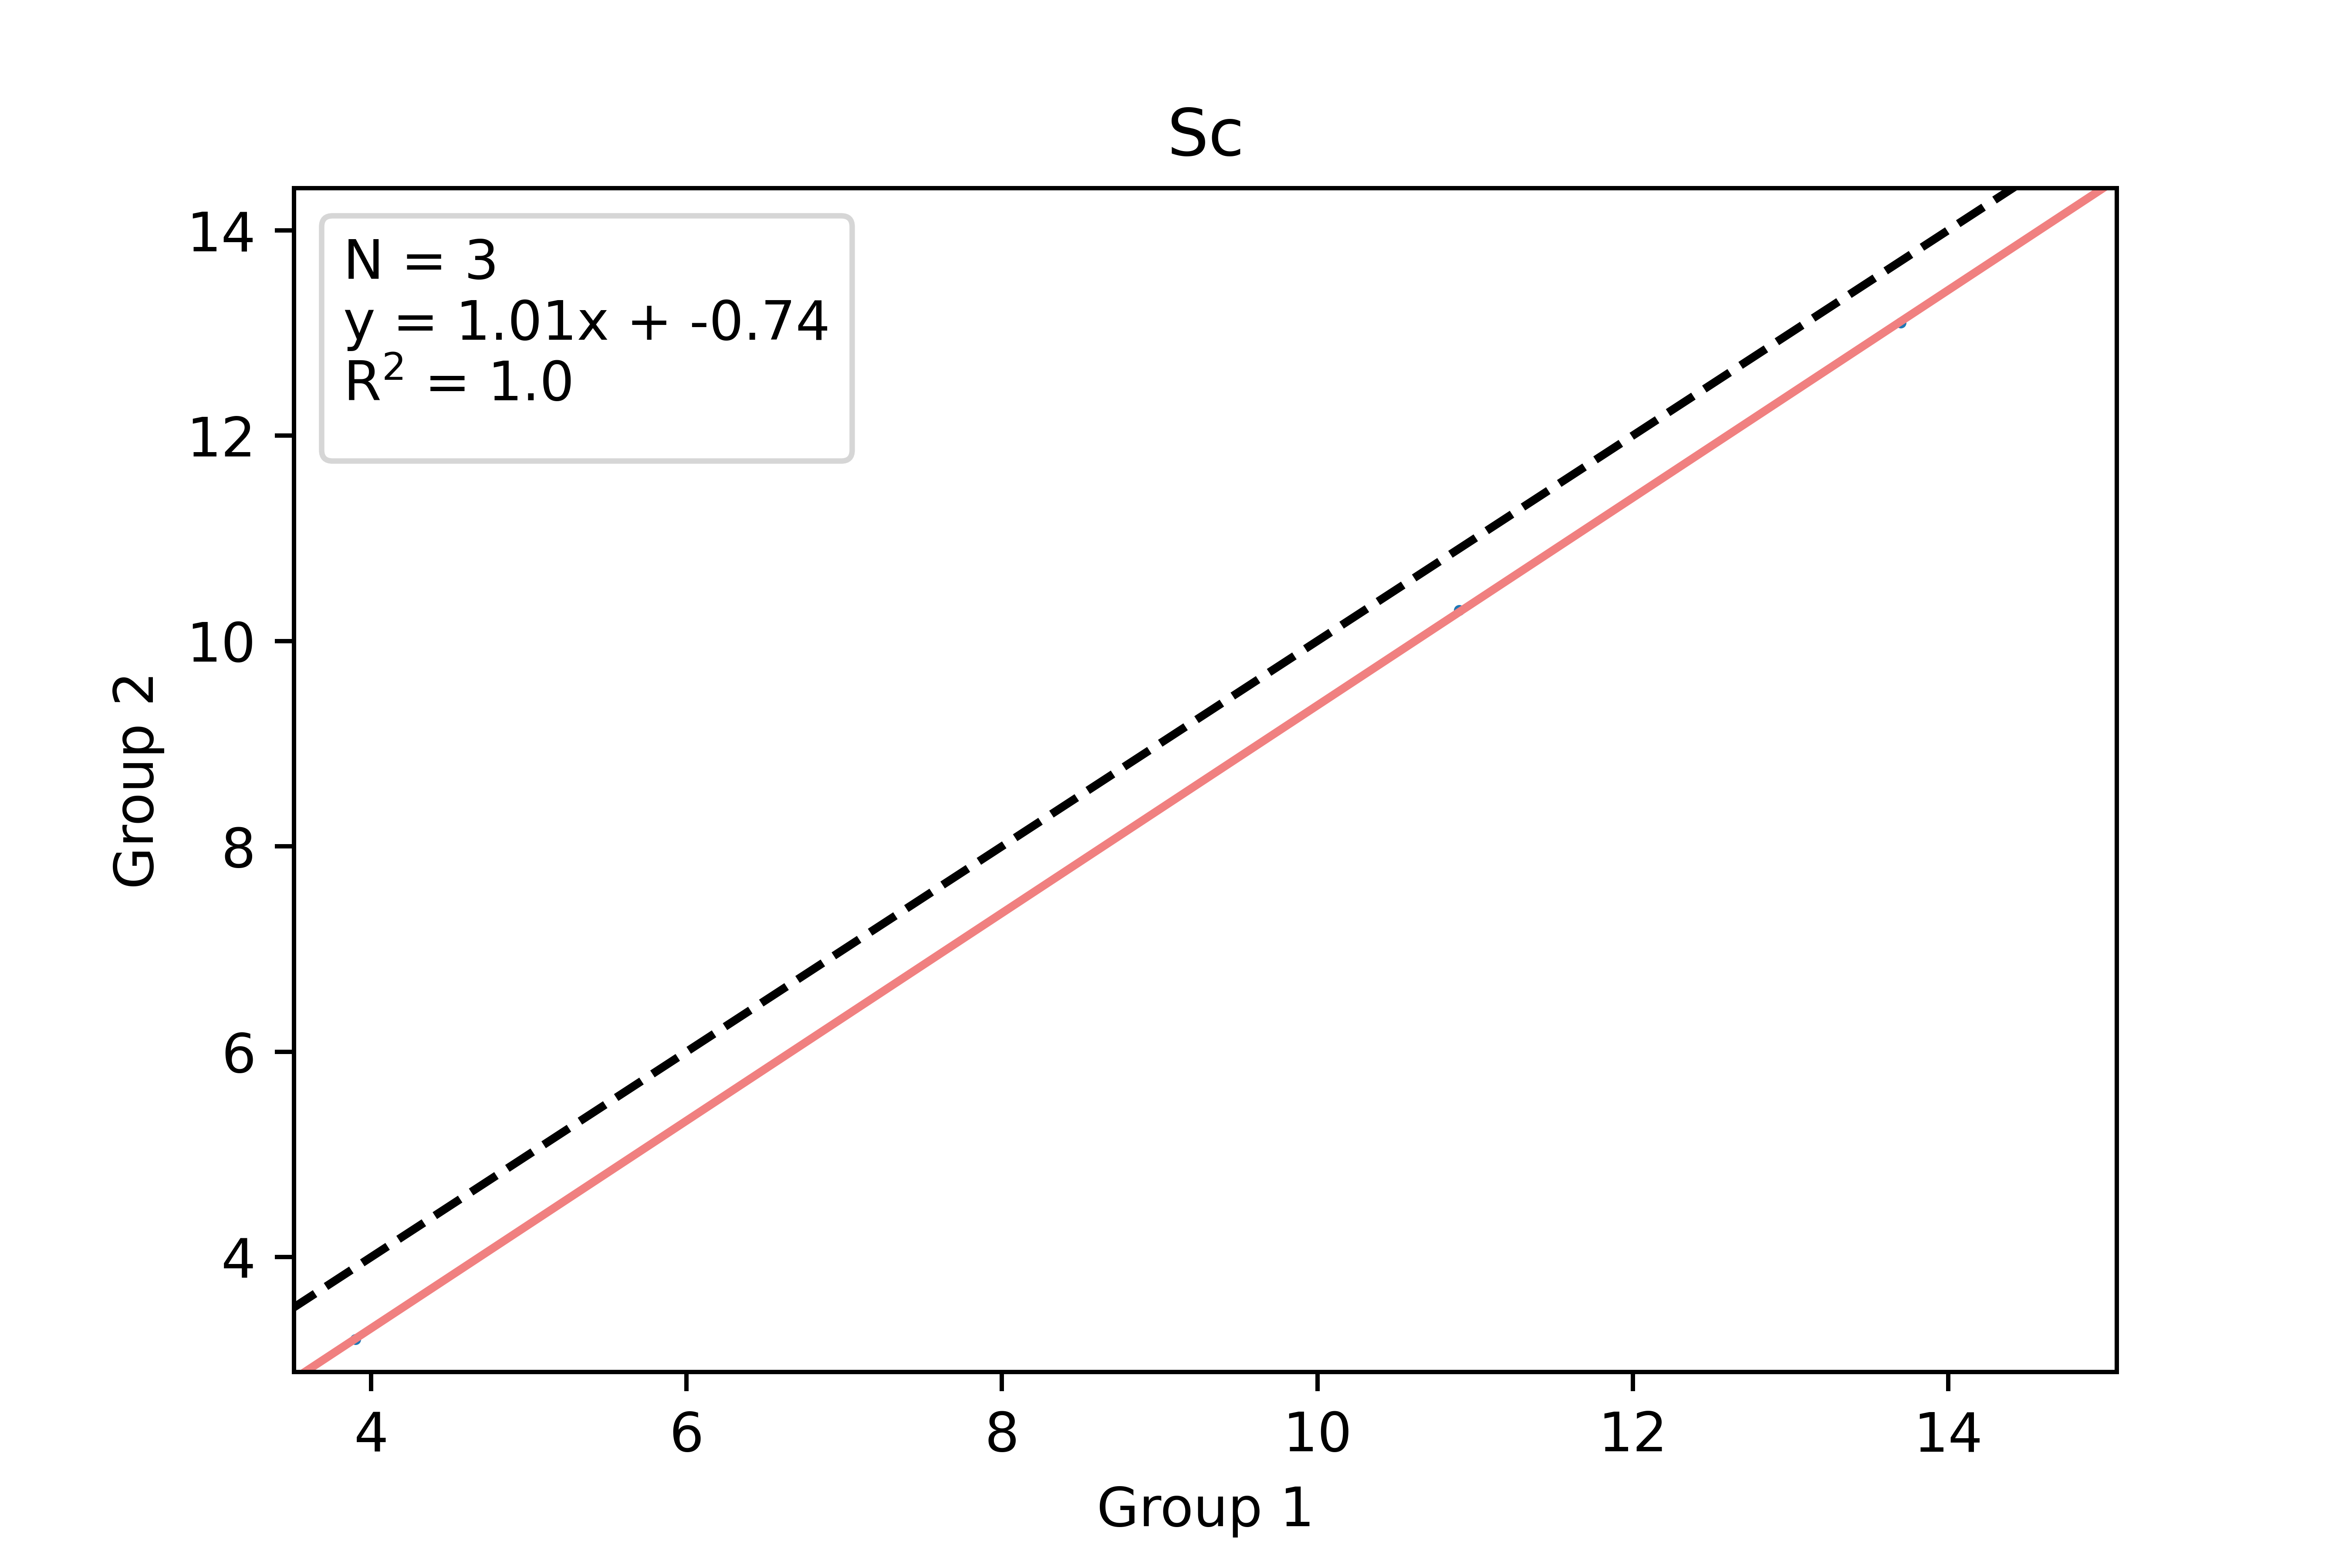 Sc
N = 3
y = 1.01x + -0.74
R² = 1.0
14
12
10
8
6
4
Group 2
4 6 8 10 12 14
Group 1